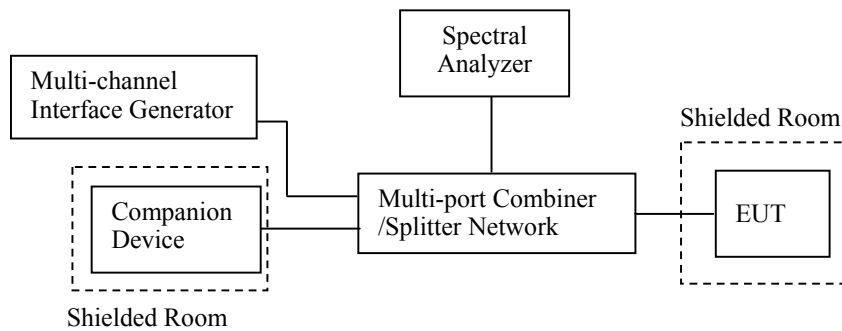 Spectral
Analyzer
Multi-channel
Interface Generator
Shielded Room
Companion
Device
Multi-port Combiner
/Splitter Network
EUT
Shielded Room